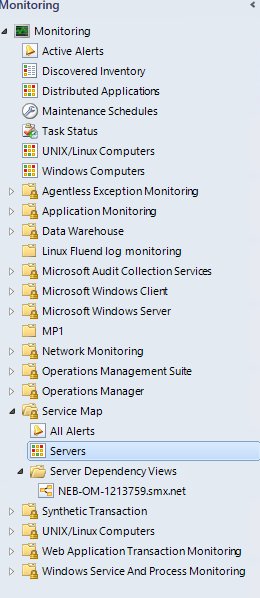 Monitoring
Monitoring
Active Alerts
Discovered Inventory
Distributed Applications
Maintenance Schedules
Task Status
UNIX/Linux Computers
Windows Computers
Agentless Exception Monitoring
Application Monitoring
Data Warehouse
Linux Fluend log monitoring
Microsoft Audit Collection Services
Microsoft Windows Client
Microsoft Windows Server
MP1
Network Monitoring
Operations Management Suite
Operations Manager
Service Map
All Alerts
Servers
Server Dependency Views
NEB-OM-1213759.smx.net
Synthetic Transaction
UNIX/Linux Computers
Web Application Transaction Monitoring
Windows Service And Process Monitoring